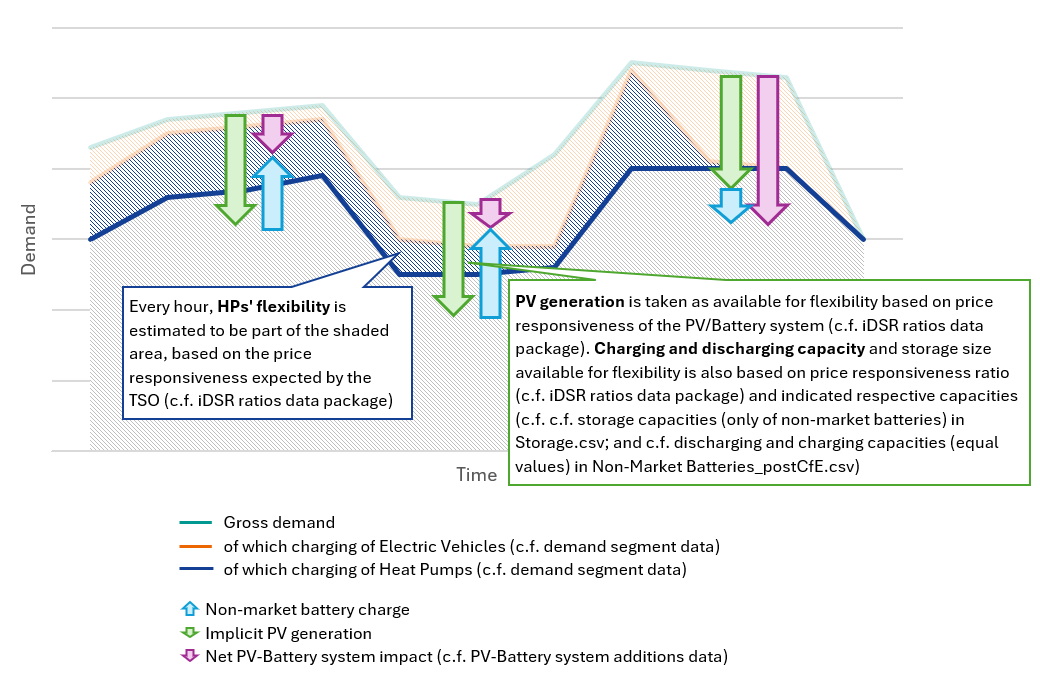 Demand
Every hour, HPs' flexibility is
estimated to be part of the shaded
area, based on the price
responsiveness expected by the
TSO (c.f. iDSR ratios data package)
PV generation is taken as available for flexibility based on price
responsiveness of the PV/Battery system (c.f. iDSR ratios data
package). Charging and discharging capacity and storage size
available for flexibility is also based on price responsiveness ratio
(c.f. iDSR ratios data package) and indicated respective capacities
(c.f. c.f. storage capacities (only of non-market batteries) in
Storage.csv; and c.f. discharging and charging capacities (equal
values) in Non-Market Batteries_postCfE.csv)
Time
Gross demand
of which charging of Electric Vehicles (c.f. demand segment data)
of which charging of Heat Pumps (c.f. demand segment data)
Non-market battery charge
Implicit PV generation
Net PV-Battery system impact (c.f. PV-Battery system additions data)